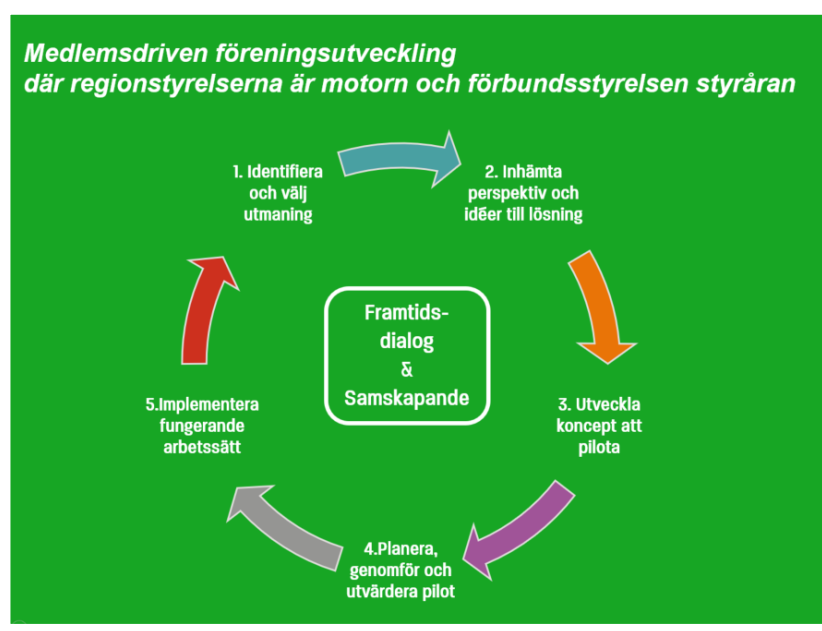 Medlemsdriven föreningsutveckling
där regionstyrelserna är motorn och förbundsstyrelsen styråran
1. Identifiera
och välj
utmaning
2. Inhämta
perspektiv och
idéer till lösning
3. Utveckla
koncept att
pilota
4.Planera,
genomför och
utvärdera pilot
5.Implementera
fungerande
arbetssätt
Framtids-
dialog
&
Samskapande